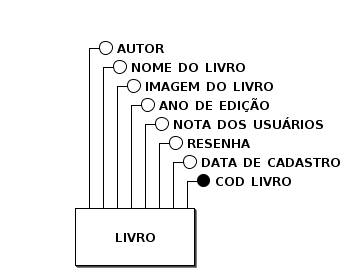 AUTOR
NOME DO LIVRO
IMAGEM DO LIVRO
ANO DE EDIÇÃO
NOTA DOS USUÁRIOS
RESENHA
DATA DE CADASTRO
COD LIVRO
LIVRO